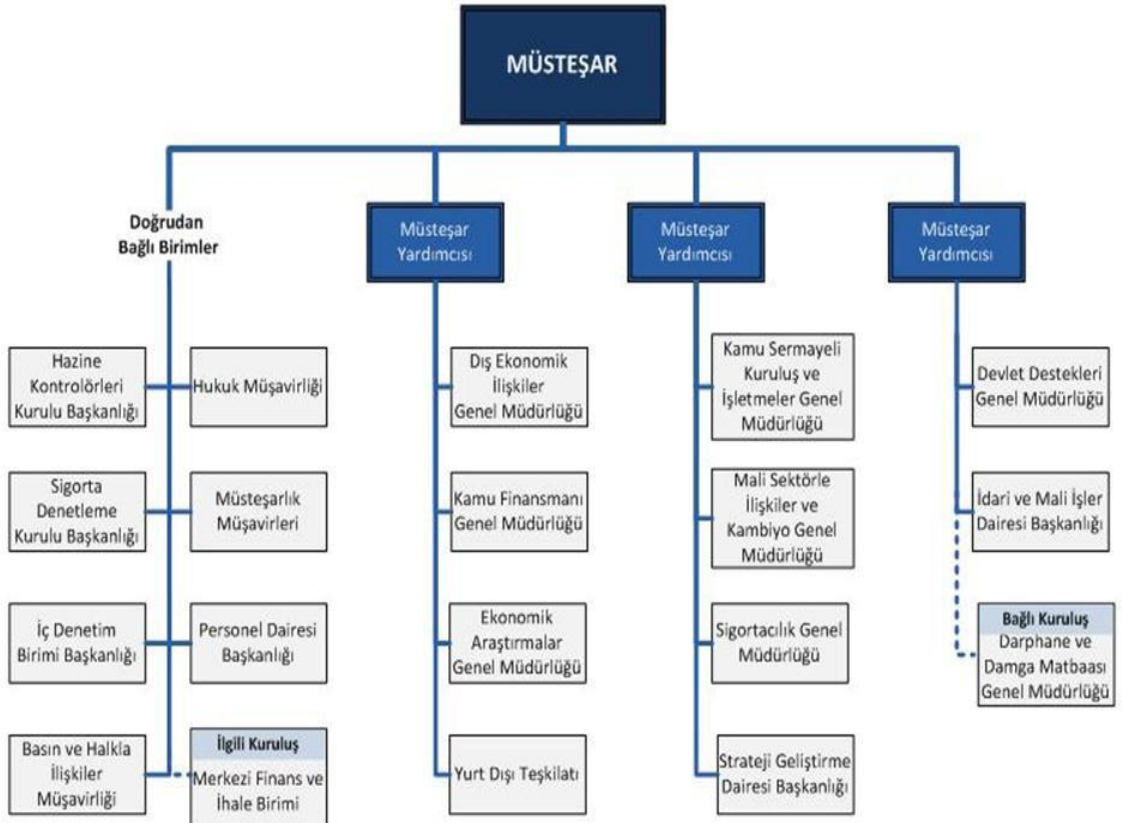 MÜSTEŞAR
Doğrudan
Bağlı Birimler
Müsteşar
Yardımcısı
Müsteşar
Yardımcısı
Müsteşar
Yardımcısı
Hazine
Kontrolörleri
Kurulu Başkanlığı
Hukuk Müşavirliği
Dış Ekonomik
İlişkiler
Genel Müdürlüğü
Kamu Sermayeli
Kuruluş ve
İşletmeler Genel
Müdürlüğü
Devlet Destekleri
Genel Müdürlüğü
Sigorta
Denetleme
Kurulu Başkanlığı
Müsteşarlık
Müşavirleri
Kamu Finansmanı
Genel Müdürlüğü
Mali Sektörle
İlişkiler ve
Kambiyo Genel
Müdürlüğü
İdari ve Mali İşler
Dairesi Başkanlığı
İç Denetim
Birimi Başkanlığı
Personel Dairesi
Başkanlığı
Ekonomik
Araştırmalar
Genel Müdürlüğü
Sigortacılık Genel
Müdürlüğü
Bağlı Kuruluş
Darphane ve
Damga Matbaası
Genel Müdürlüğü
Basın ve Halkla
İlişkiler
Müşavirliği
İlgili Kuruluş
Merkezi Finans ve
İhale Birimi
Yurt Dışı Teşkilatı
Strateji Geliştirme
Dairesi Başkanlığı